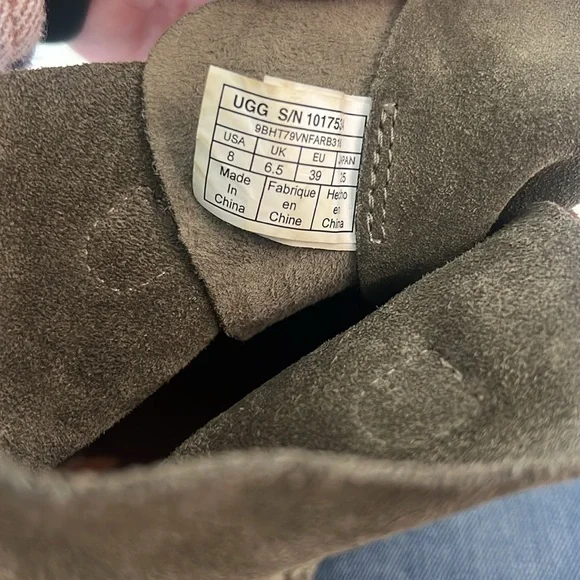 UGG S/N 10175
9BHT79VNFARB31
USA UK EU JAPAN
8 6.5 39 25
Made Fabrique Hecho
In en en
China Chine China